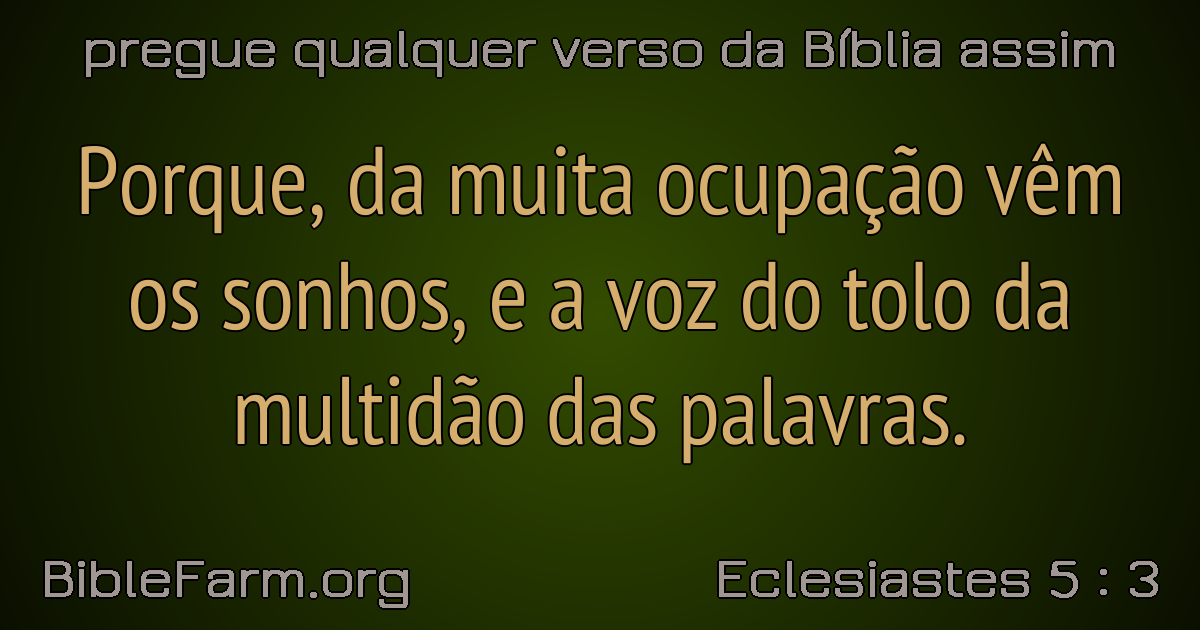 pregue qualquer verso da Bíblia assim
Porque, da muita ocupação vêm
os sonhos, e a voz do tolo da
multidão das palavras.
BibleFarm.org
Eclesiastes 5 : 3